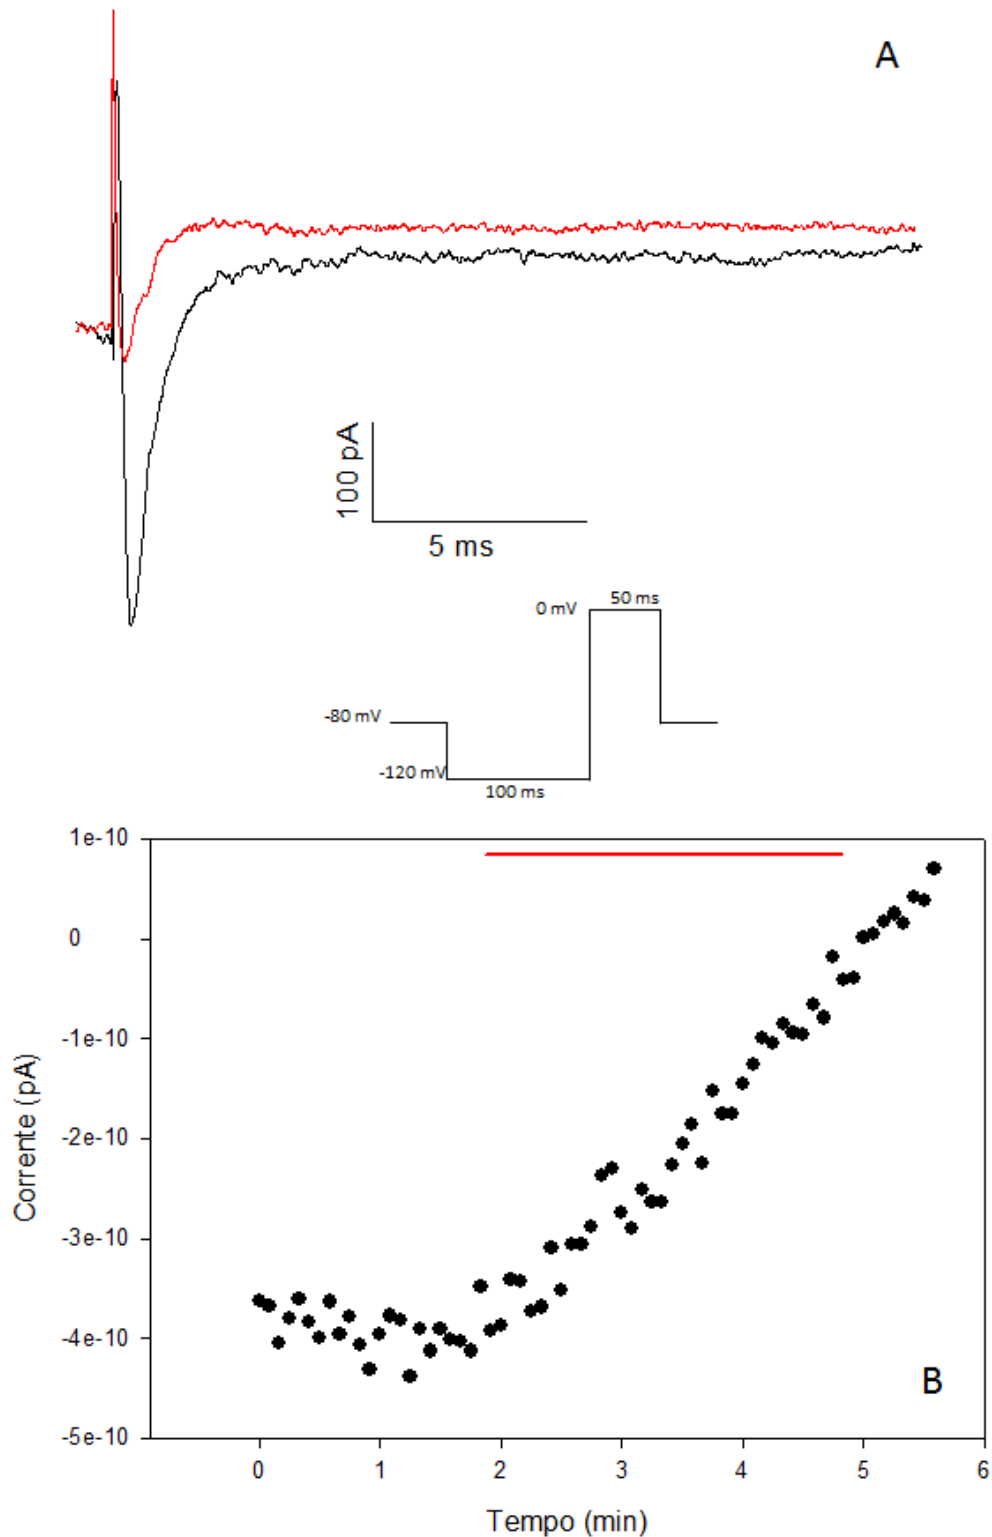 A
100 pA
5 ms
50 ms
0 mV
-80 mV
-120 mV
100 ms
1e-10
0
-1e-10
-2e-10
-3e-10
-4e-10
-5e-10
Corrente (pA)
B
0 1 2 3 4 5 6
Tempo (min)